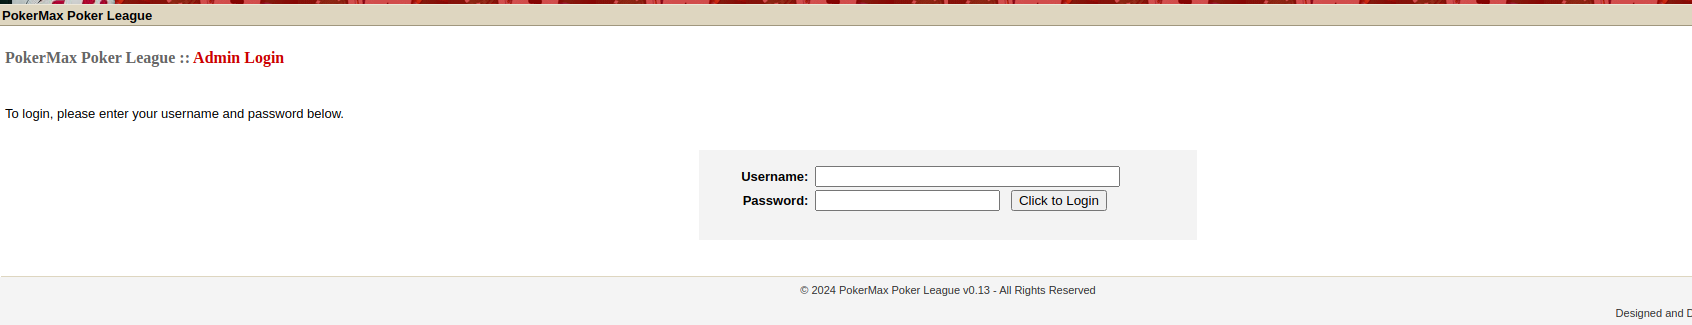 PokerMax Poker League
PokerMax Poker League :: Admin Login
To login, please enter your username and password below.
Username:
Password: Click to Login
© 2024 PokerMax Poker League v0.13 - All Rights Reserved
Designed and D